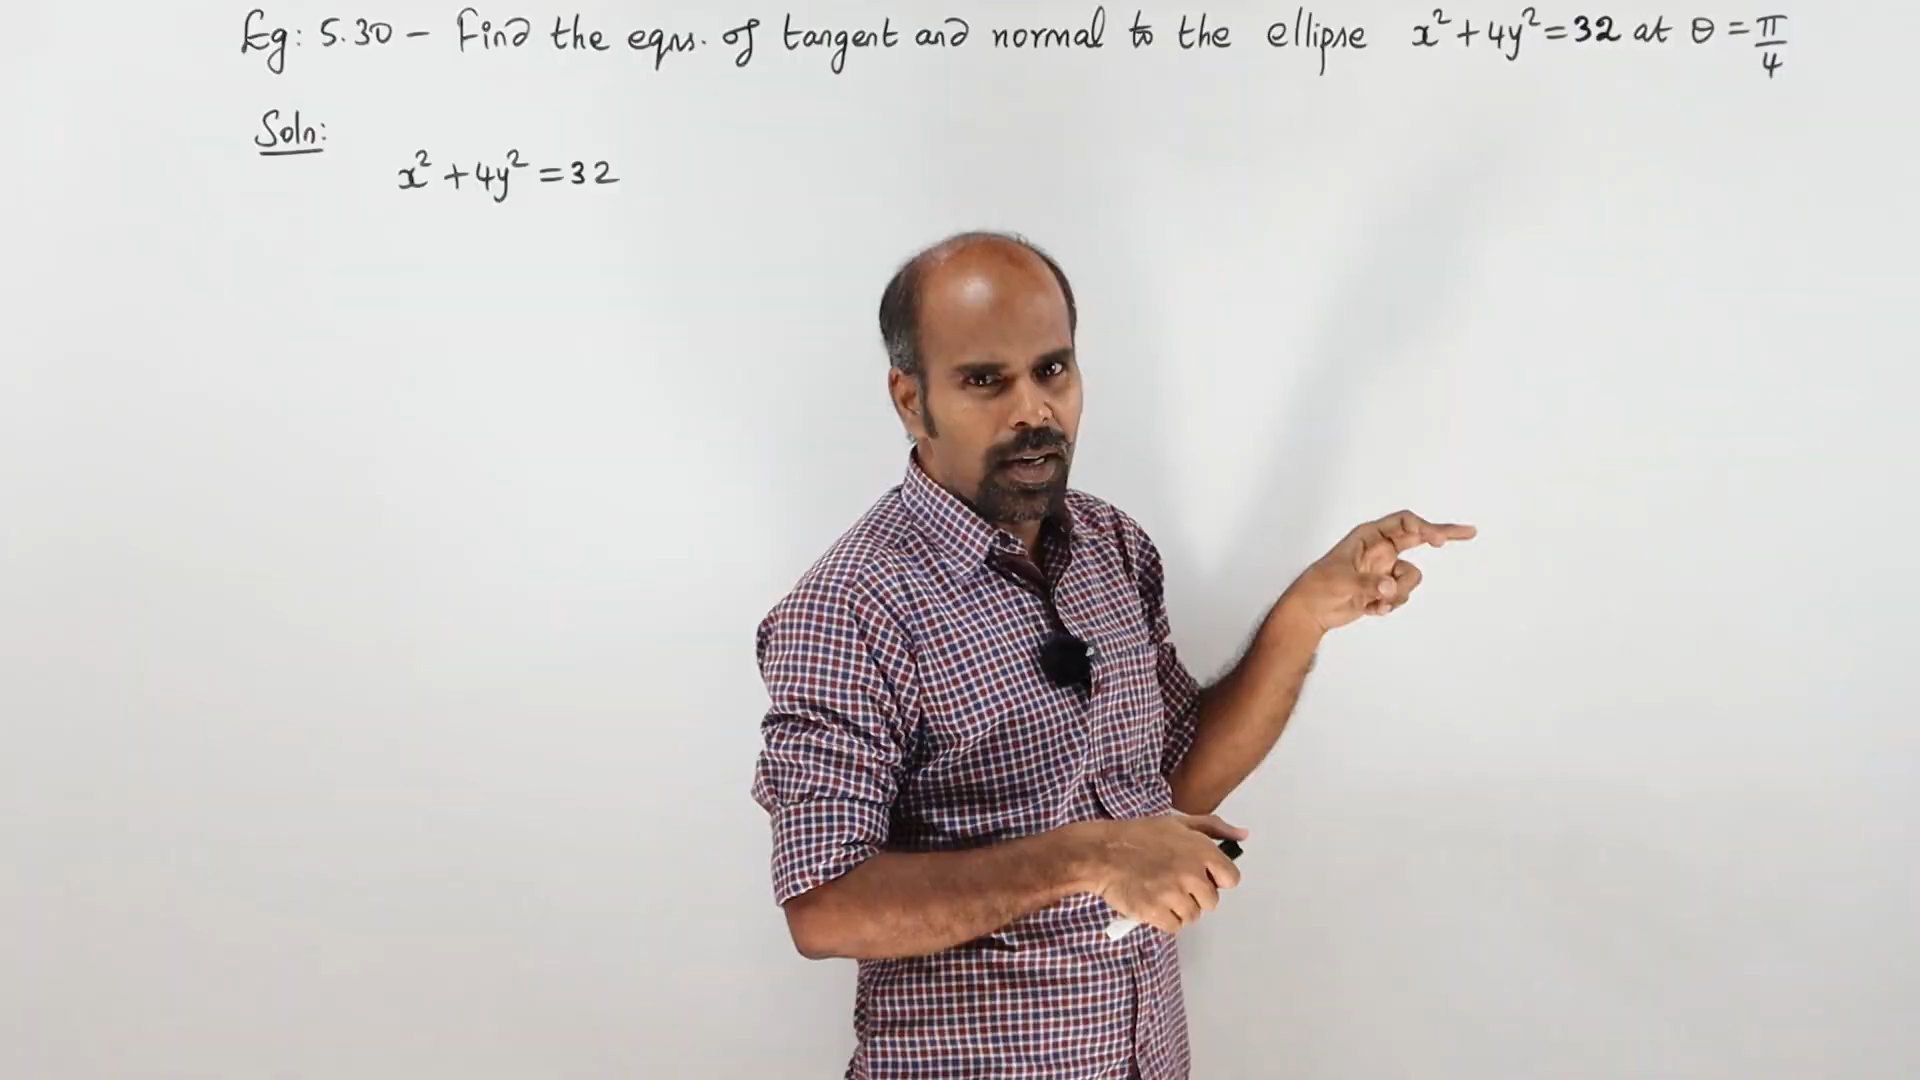 Eg: 5.30 - Find the eqns. of tangent and normal to the ellipse x²+4y²=32 at θ = π/4
Soln:
x² + 4y² = 32